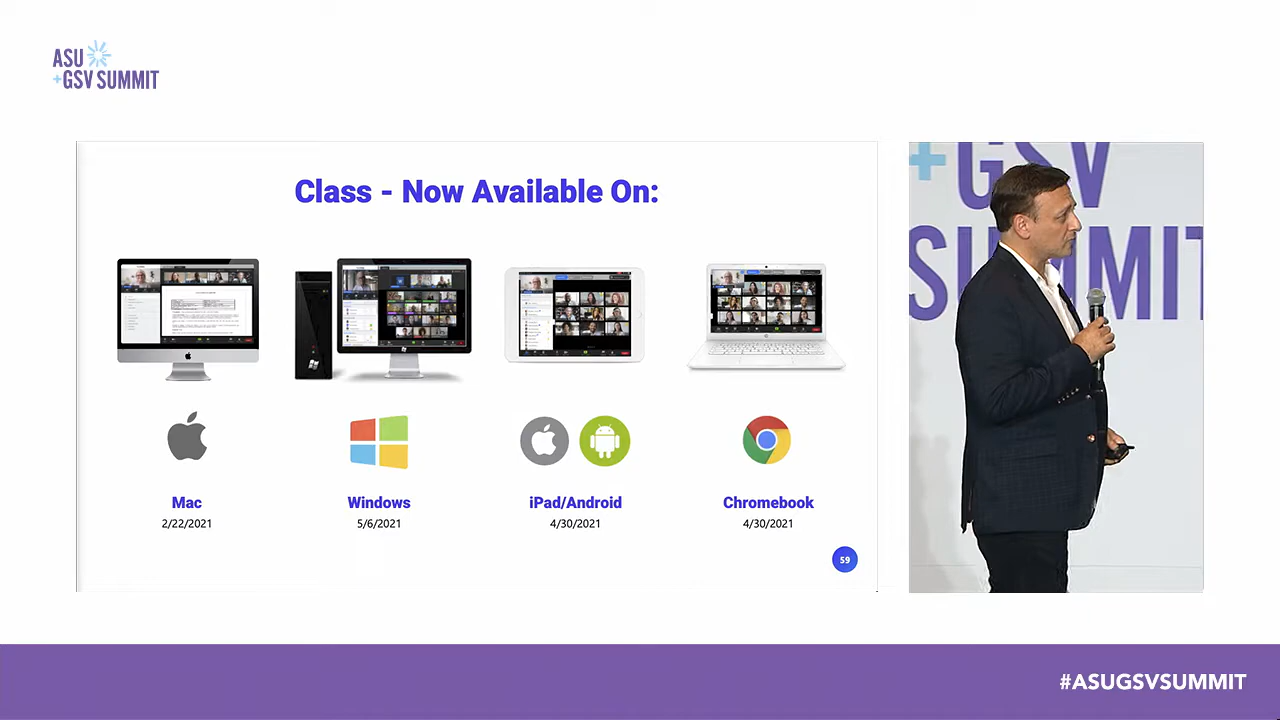 ASU
+GSV SUMMIT
Class - Now Available On:
Mac
2/22/2021
Windows
5/6/2021
iPad/Android
4/30/2021
Chromebook
4/30/2021
59
+GSV
SUMMIT
#ASUGSVSUMMIT